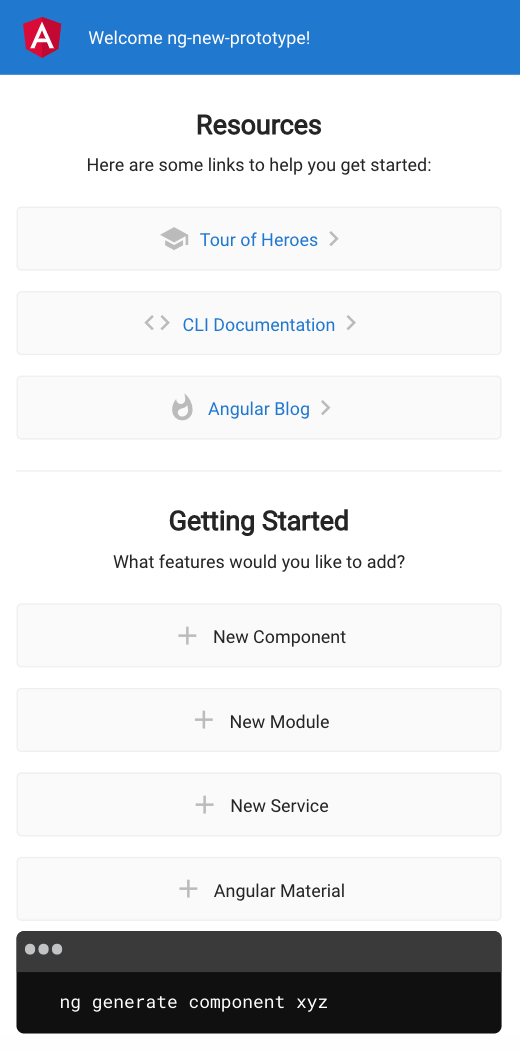 Welcome ng-new-prototype!
Resources
Here are some links to help you get started:
Tour of Heroes
CLI Documentation
Angular Blog
Getting Started
What features would you like to add?
New Component
New Module
New Service
Angular Material
ng generate component xyz